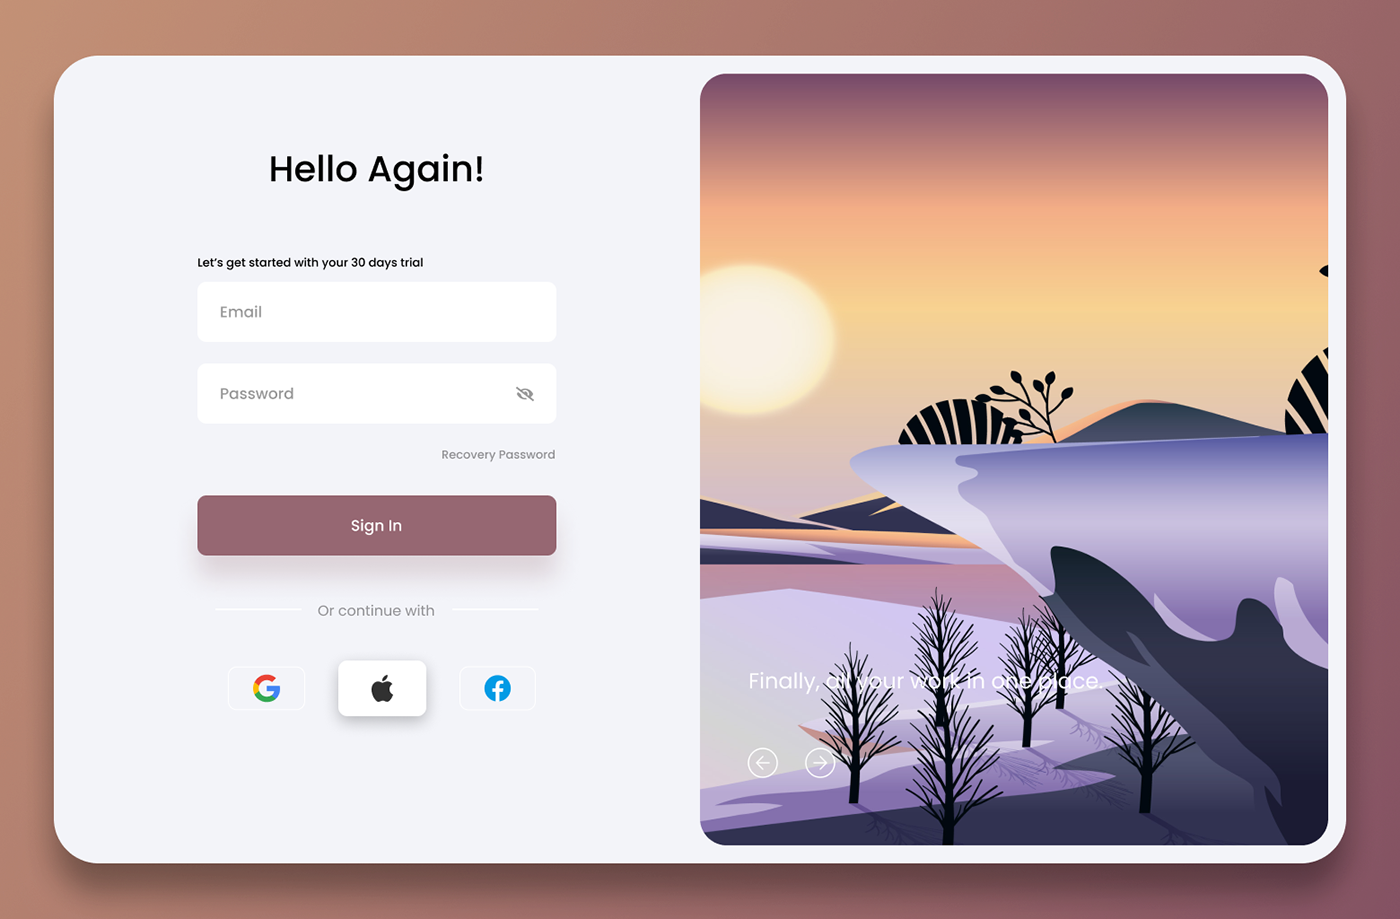 Hello Again!
Let’s get started with your 30 days trial
Email
Password
Recovery Password
Sign In
Or continue with
Finally, all your work in one place.